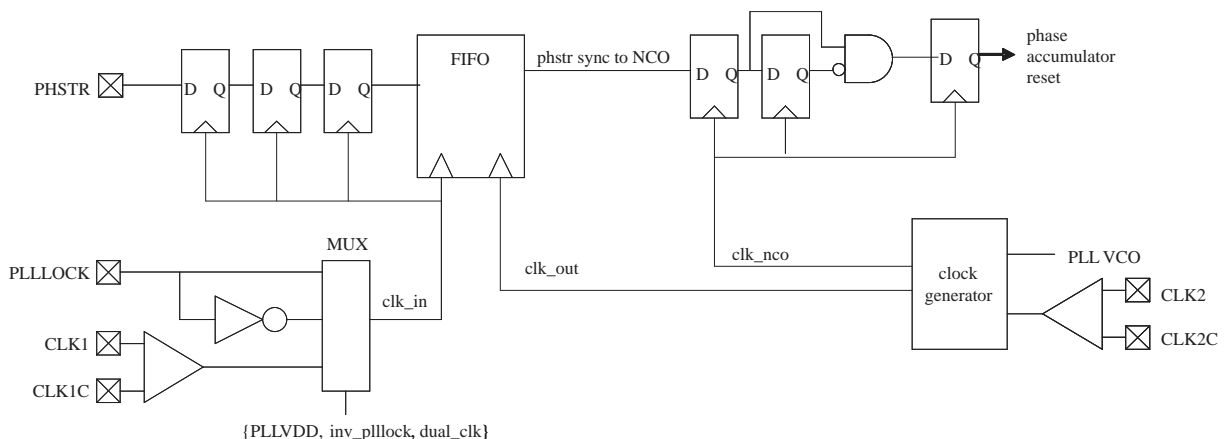 FIFO
phstr sync to NCO
phase
accumulator
reset
PHSTR
D Q
D Q
D Q
D Q
D Q
D Q
MUX
PLLLOCK
clk_in
clk_out
clk_nco
clock
generator
PLL VCO
CLK2
CLK2C
CLK1
CLK1C
{PLLVDD, inv_plllock, dual_clk}